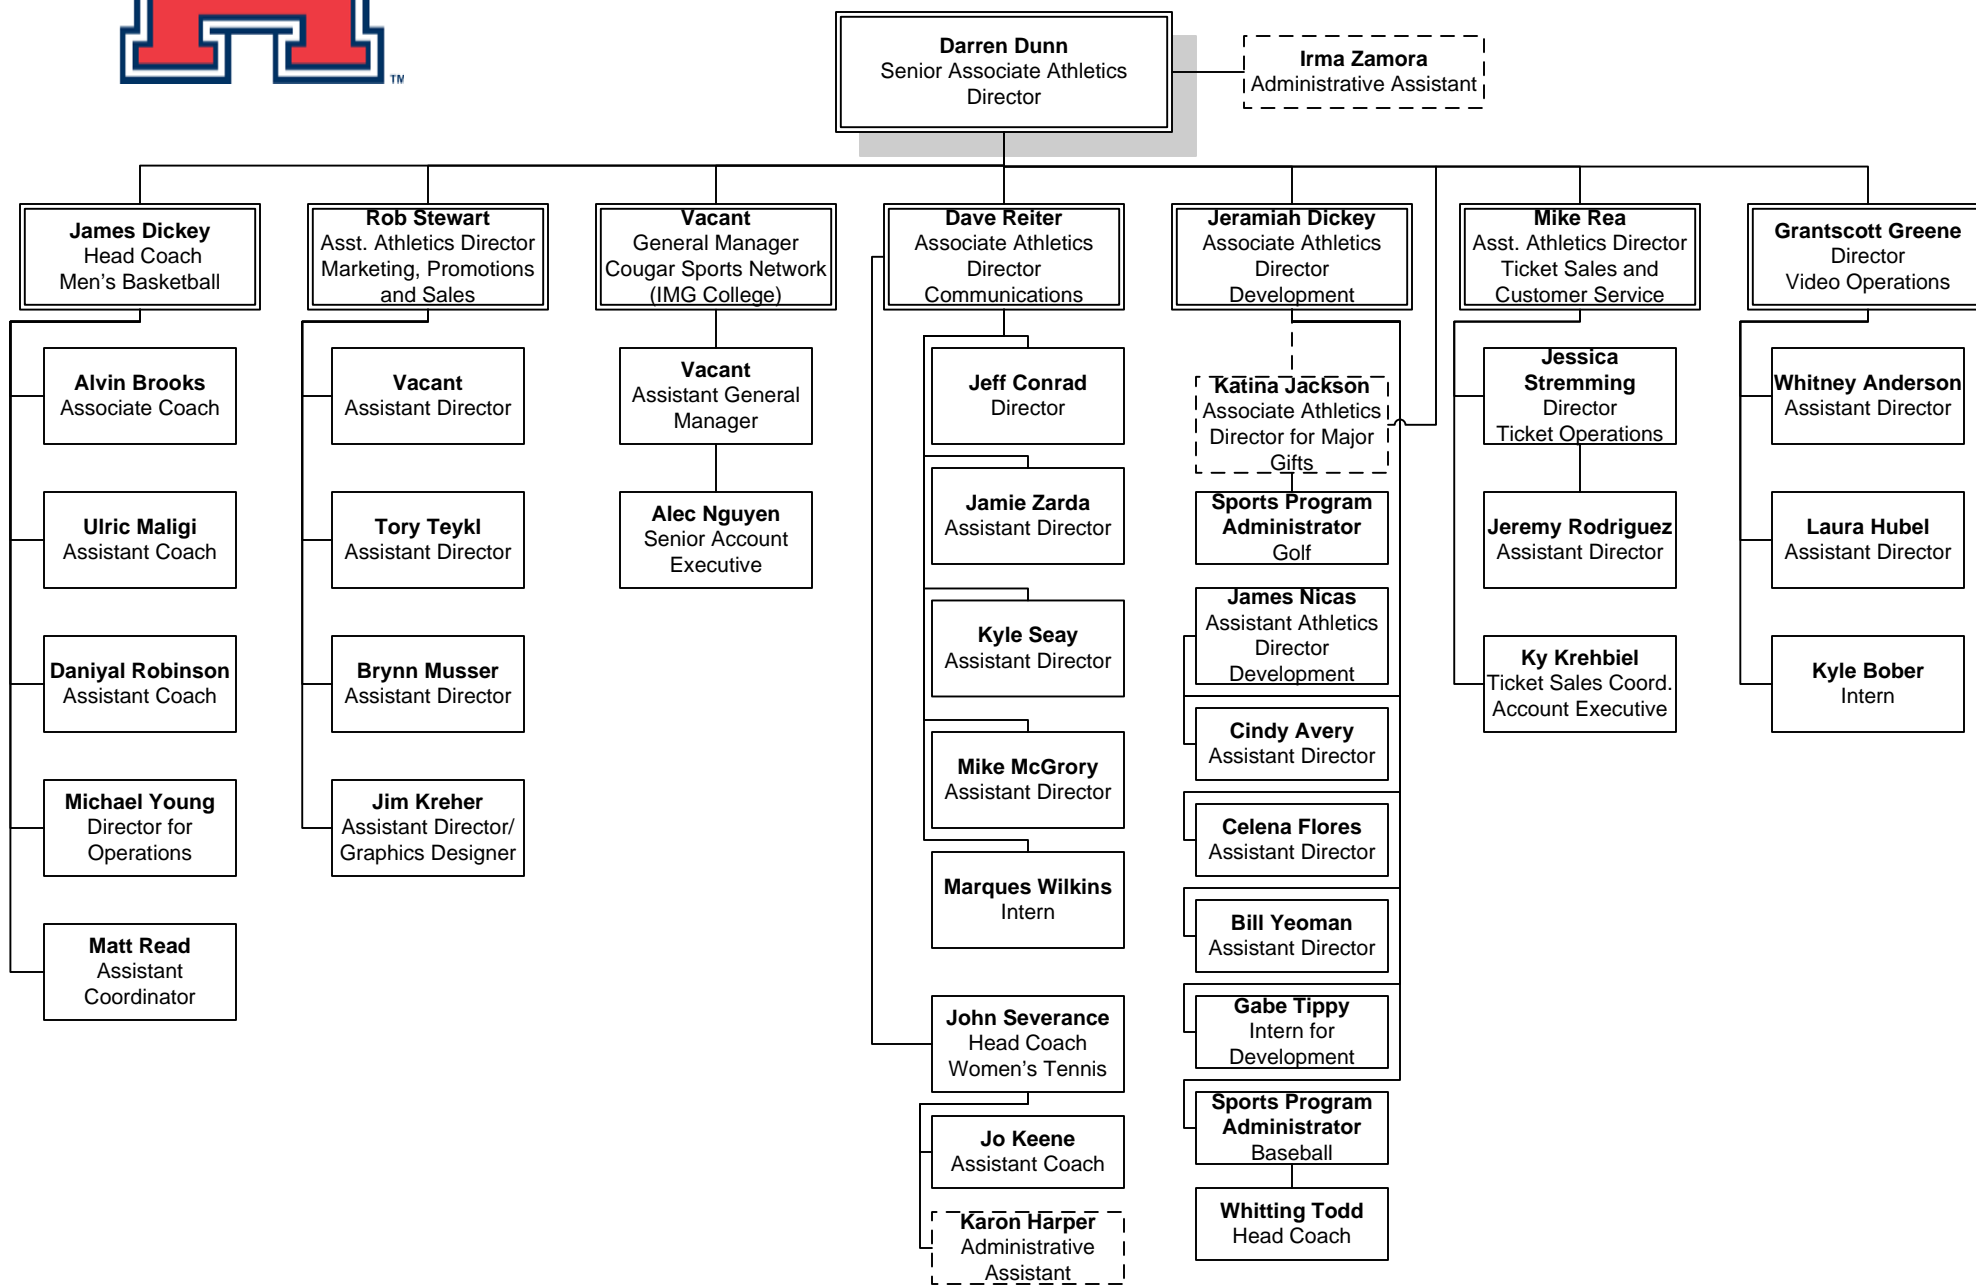 TM
Darren Dunn
Senior Associate Athletics
Director
Irma Zamora
Administrative Assistant
James Dickey
Head Coach
Men's Basketball
Alvin Brooks
Associate Coach
Ulric Maligi
Assistant Coach
Daniyal Robinson
Assistant Coach
Michael Young
Director for
Operations
Matt Read
Assistant
Coordinator
Rob Stewart
Asst. Athletics Director
Marketing, Promotions
and Sales
Vacant
Assistant Director
Tory Teykl
Assistant Director
Brynn Musser
Assistant Director
Jim Kreher
Assistant Director/
Graphics Designer
Vacant
General Manager
Cougar Sports Network
(IMG College)
Vacant
Assistant General
Manager
Alec Nguyen
Senior Account
Executive
Dave Reiter
Associate Athletics
Director
Communications
Jeff Conrad
Director
Jamie Zarda
Assistant Director
Kyle Seay
Assistant Director
Mike McGrory
Assistant Director
Marques Wilkins
Intern
John Severance
Head Coach
Women's Tennis
Jo Keene
Assistant Coach
Karon Harper
Administrative
Assistant
Jeramiah Dickey
Associate Athletics
Director
Development
Katina Jackson
Associate Athletics
Director for Major
Gifts
Sports Program
Administrator
Golf
James Nicas
Assistant Athletics
Director
Development
Cindy Avery
Assistant Director
Celena Flores
Assistant Director
Bill Yeoman
Assistant Director
Gabe Tippy
Intern for
Development
Sports Program
Administrator
Baseball
Whitting Todd
Head Coach
Mike Rea
Asst. Athletics Director
Ticket Sales and
Customer Service
Jessica
Stremming
Director
Ticket Operations
Jeremy Rodriguez
Assistant Director
Ky Krehbiel
Ticket Sales Coord.
Account Executive
Grantscott Greene
Director
Video Operations
Whitney Anderson
Assistant Director
Laura Hubel
Assistant Director
Kyle Bober
Intern